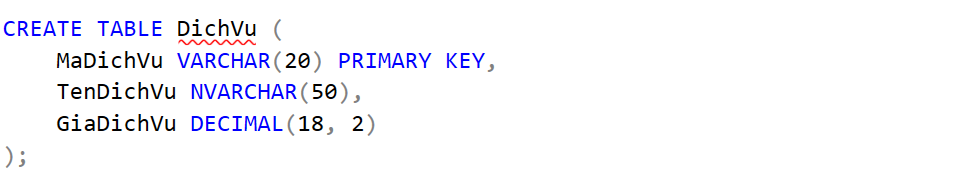 CREATE TABLE DichVu (
    MaDichVu VARCHAR(20) PRIMARY KEY,
    TenDichVu NVARCHAR(50),
    GiaDichVu DECIMAL(18, 2)
);